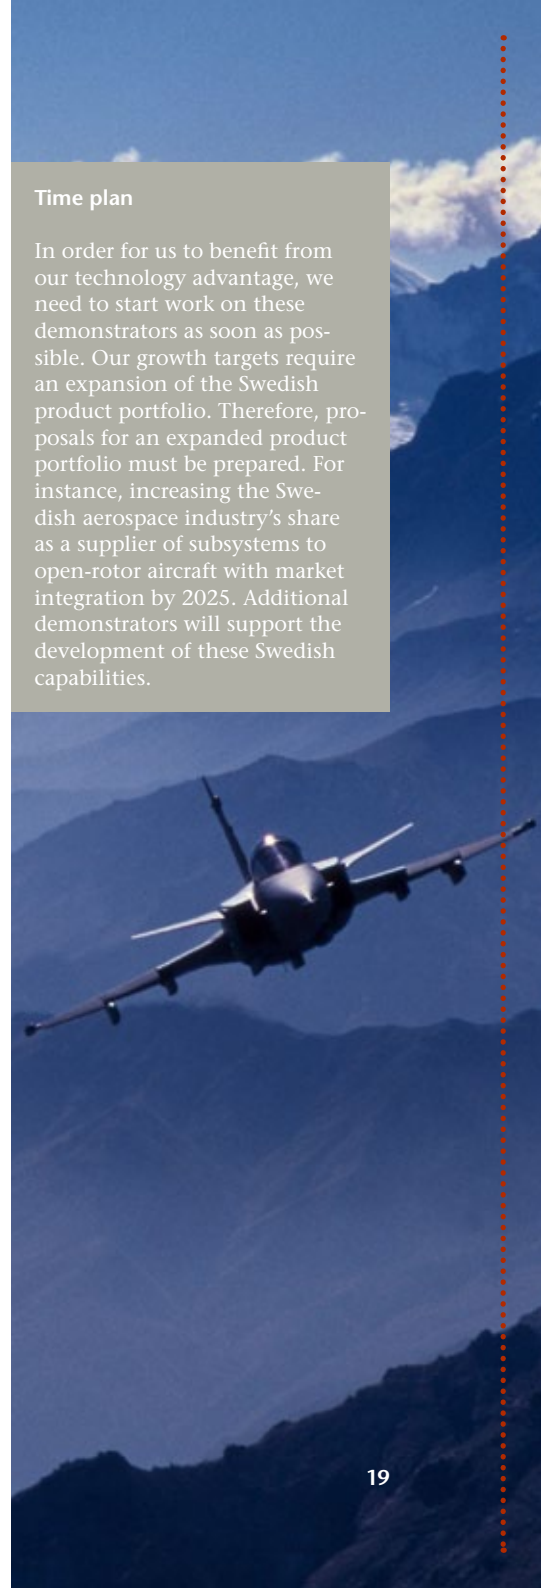 Time plan
In order for us to benefit from
our technology advantage, we
need to start work on these
demonstrators as soon as pos-
sible. Our growth targets require
an expansion of the Swedish
product portfolio. Therefore, pro-
posals for an expanded product
portfolio must be prepared. For
instance, increasing the Swe-
dish aerospace industry’s share
as a supplier of subsystems to
open-rotor aircraft with market
integration by 2025. Additional
demonstrators will support the
development of these Swedish
capabilities.
19